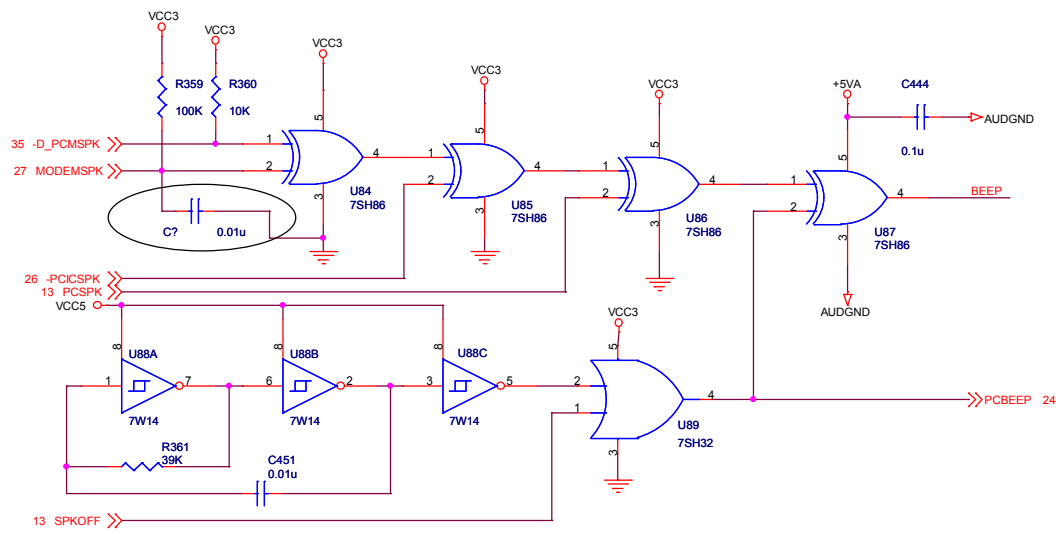 VCC3
VCC3
R359
100K
R360
10K
VCC3
VCC3
VCC3
+5VA
C444
0.1u
AUDGND
35 -D_PCMSPK
27 MODEMSPK
1
2
5
4
3
U84
7SH86
1
2
5
4
3
U85
7SH86
1
2
5
4
3
U86
7SH86
1
2
5
4
3
U87
7SH86
BEEP
C?
0.01u
26 -PCICSPK
13 PCSPK
AUDGND
VCC5
VCC3
8
U88A
1
7
7W14
8
U88B
6
2
7W14
8
U88C
3
5
7W14
2
1
5
4
3
U89
7SH32
PCBEEP 24
R361
39K
C451
0.01u
13 SPKOFF